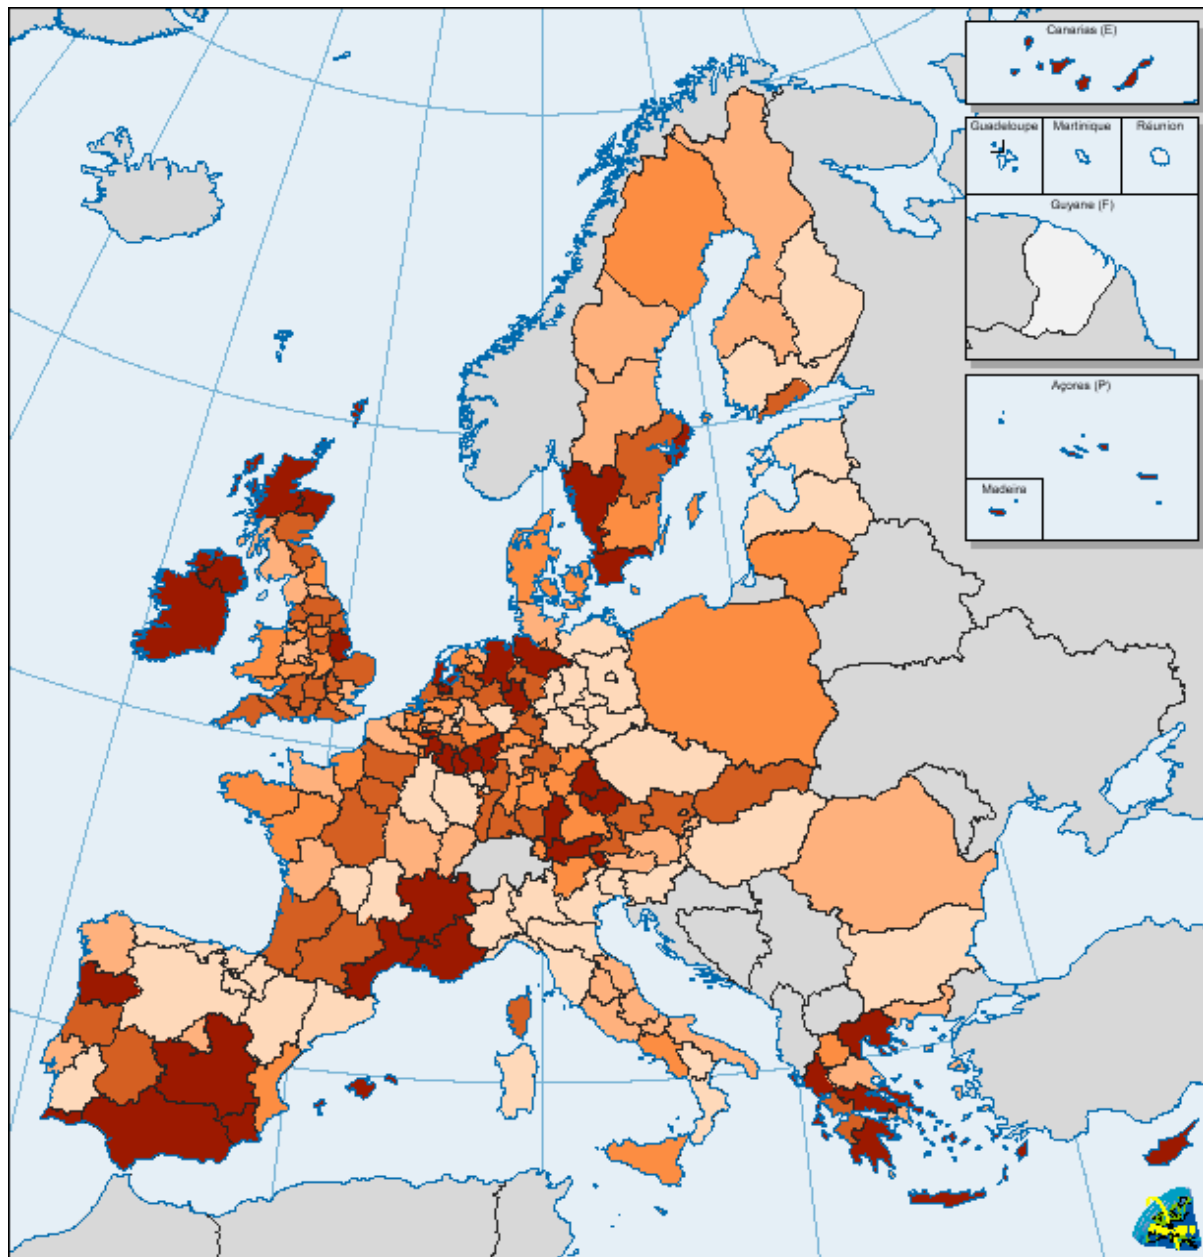 Canarias (E)
Guadeloupe
Martinique
Réunion
Guyane (F)
Açores (P)
Madeira